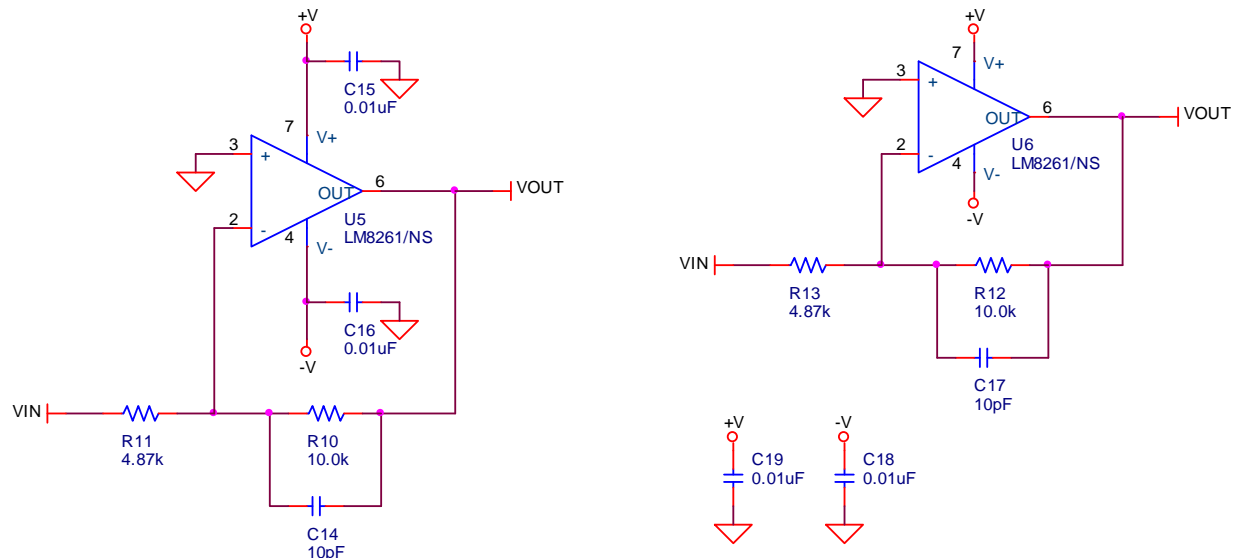 +V
C15
0.01uF
7
V+
3
+
OUT
6
VOUT
2
-
U5
LM8261/NS
4
V-
C16
0.01uF
-V
VIN
R11
4.87k
R10
10.0k
C14
10pF
+V
7
V+
3
+
OUT
6
VOUT
2
-
U6
LM8261/NS
4
V-
-V
VIN
R13
4.87k
R12
10.0k
C17
10pF
+V
C19
0.01uF
-V
C18
0.01uF